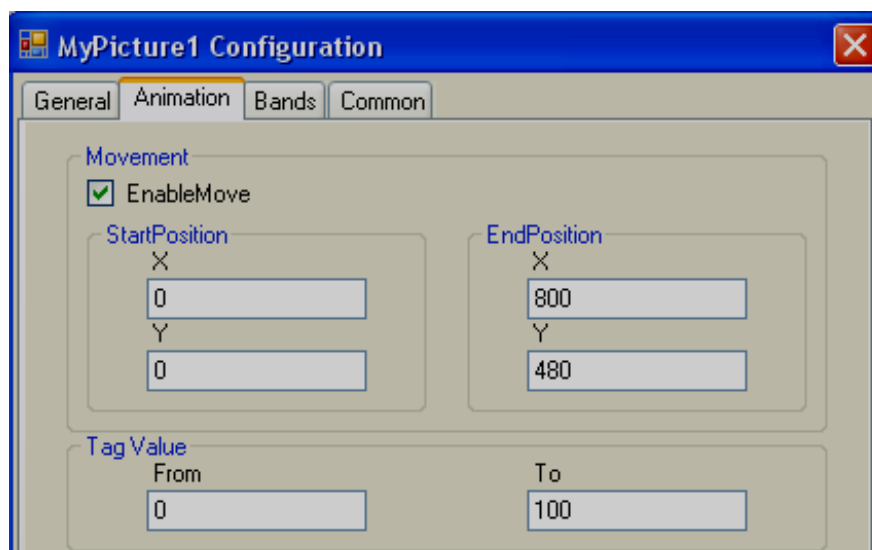 MyPicture1 Configuration
General Animation Bands Common
Movement
EnableMove
StartPosition EndPosition
X X
0 800
Y Y
0 480
Tag Value
From To
0 100